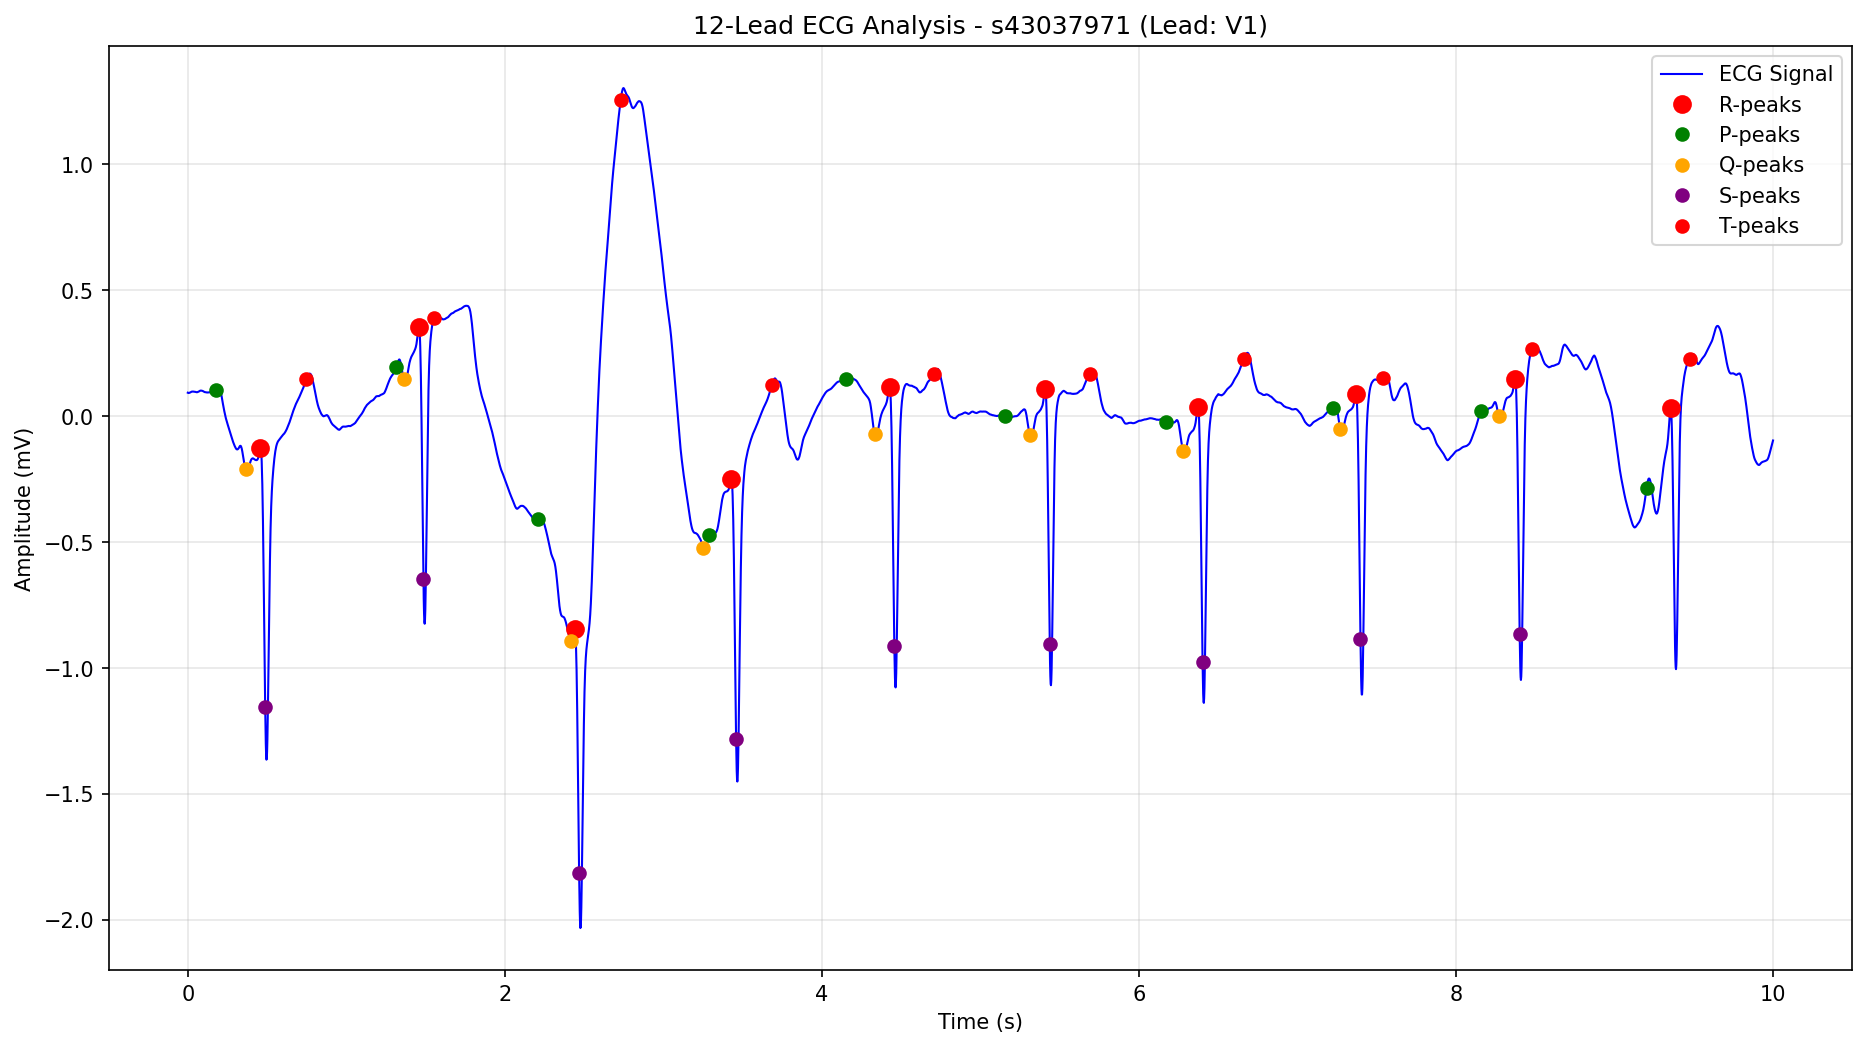 12-Lead ECG Analysis - s43037971 (Lead: V1)
ECG Signal
R-peaks
P-peaks
Q-peaks
S-peaks
T-peaks
Amplitude (mV)
1.0
0.5
0.0
−0.5
−1.0
−1.5
−2.0
0 2 4 6 8 10
Time (s)